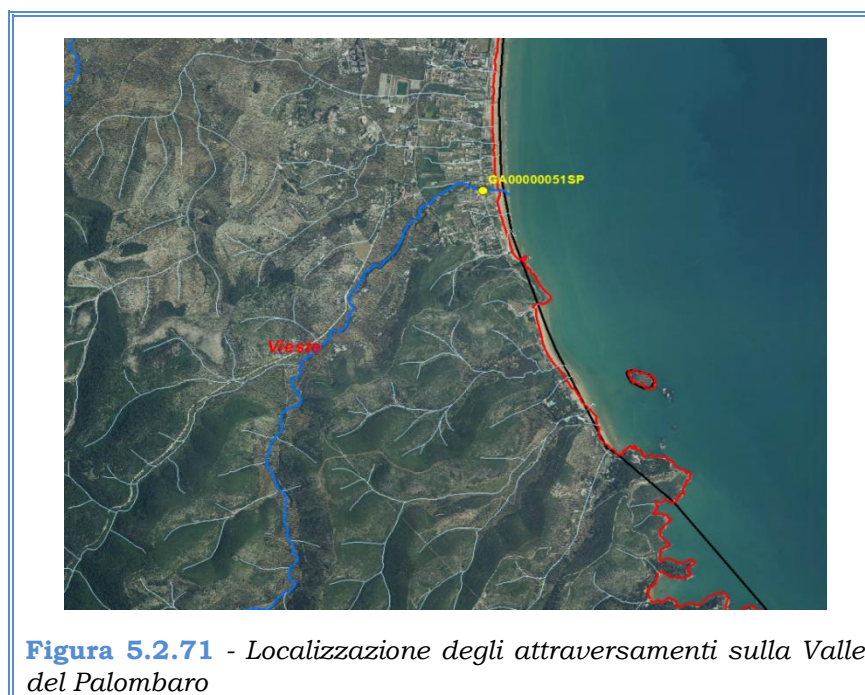 GA00000051SP
Vieste
Figura 5.2.71 - Localizzazione degli attraversamenti sulla Valle
del Palombaro